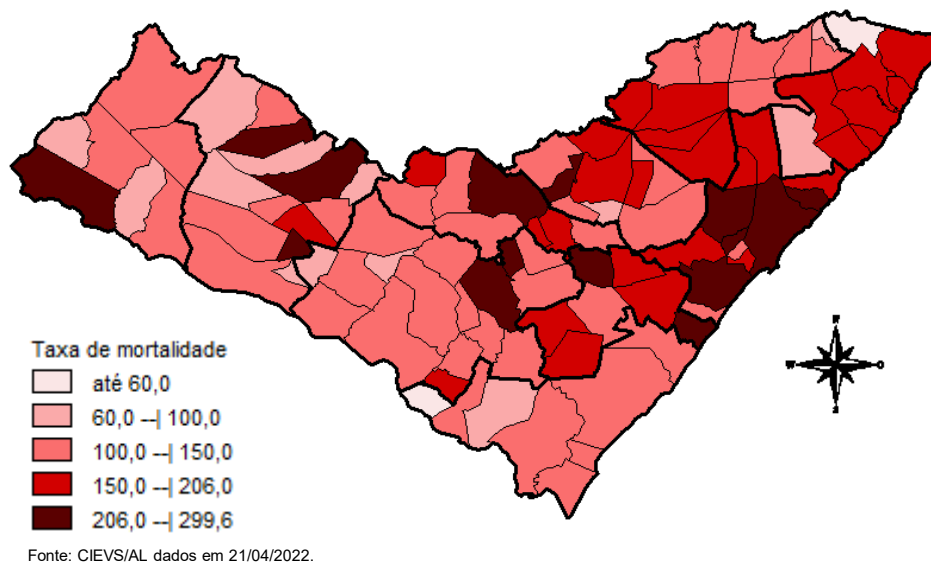 N
W
O
S
Taxa de mortalidade
até 60,0
60,0 --| 100,0
100,0 --| 150,0
150,0 --| 206,0
206,0 --| 299,6
Fonte: CIEVS/AL dados em 21/04/2022.